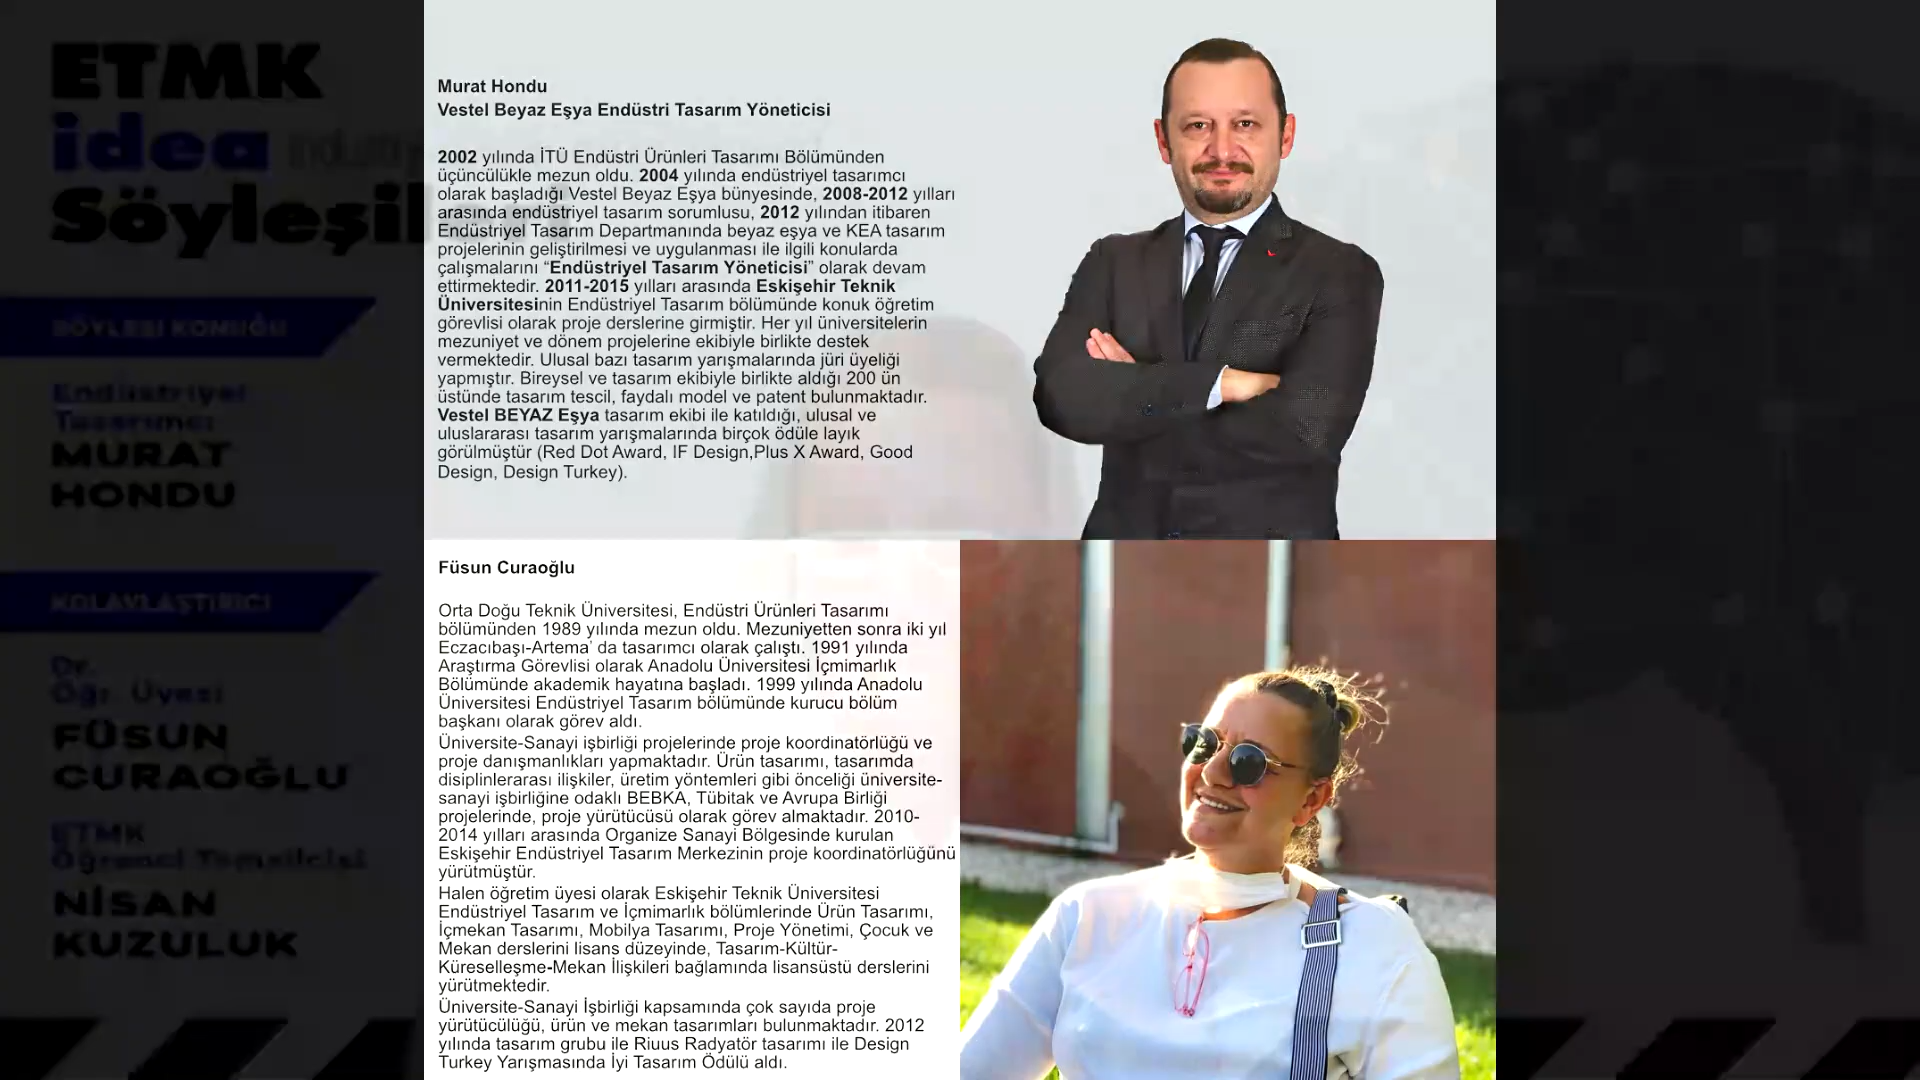 ETMK
idea
Söyleşileri
SÖYLEŞİ KONUĞU
Endüstriyel
Tasarımcı
MURAT
HONDU
KOLAYLAŞTIRICI
Dr.
Öğr. Üyesi
FÜSUN
CURAOĞLU
ETMK
Öğrenci Temsilcisi
NİSAN
KUZULUK
Murat Hondu
Vestel Beyaz Eşya Endüstri Tasarım Yöneticisi
2002 yılında İTÜ Endüstri Ürünleri Tasarımı Bölümünden
üçüncülükle mezun oldu. 2004 yılında endüstriyel tasarımcı
olarak başladığı Vestel Beyaz Eşya bünyesinde, 2008-2012 yılları
arasında endüstriyel tasarım sorumlusu, 2012 yılından itibaren
Endüstriyel Tasarım Departmanında beyaz eşya ve KEA tasarım
projelerinin geliştirilmesi ve uygulanması ile ilgili konularda
çalışmalarını “Endüstriyel Tasarım Yöneticisi” olarak devam
ettirmektedir. 2011-2015 yılları arasında Eskişehir Teknik
Üniversitesinin Endüstriyel Tasarım bölümünde konuk öğretim
görevlisi olarak proje derslerine girmiştir. Her yıl üniversitelerin
mezuniyet ve dönem projelerine ekibiyle birlikte destek
vermektedir. Ulusal bazı tasarım yarışmalarında jüri üyeliği
yapmıştır. Bireysel ve tasarım ekibiyle birlikte aldığı 200 ün
üstünde tasarım tescil, faydalı model ve patent bulunmaktadır.
Vestel BEYAZ Eşya tasarım ekibi ile katıldığı, ulusal ve
uluslararası tasarım yarışmalarında birçok ödüle layık
görülmüştür (Red Dot Award, IF Design,Plus X Award, Good
Design, Design Turkey).
Füsun Curaoğlu
Orta Doğu Teknik Üniversitesi, Endüstri Ürünleri Tasarımı
bölümünden 1989 yılında mezun oldu. Mezuniyetten sonra iki yıl
Eczacıbaşı-Artema’ da tasarımcı olarak çalıştı. 1991 yılında
Araştırma Görevlisi olarak Anadolu Üniversitesi İçmimarlık
Bölümünde akademik hayatına başladı. 1999 yılında Anadolu
Üniversitesi Endüstriyel Tasarım bölümünde kurucu bölüm
başkanı olarak görev aldı.
Üniversite-Sanayi işbirliği projelerinde proje koordinatörlüğü ve
proje danışmanlıkları yapmaktadır. Ürün tasarımı, tasarımda
disiplinlerarası ilişkiler, üretim yöntemleri gibi önceliği üniversite-
sanayi işbirliğine odaklı BEBKA, Tübitak ve Avrupa Birliği
projelerinde, proje yürütücüsü olarak görev almaktadır. 2010-
2014 yılları arasında Organize Sanayi Bölgesinde kurulan
Eskişehir Endüstriyel Tasarım Merkezinin proje koordinatörlüğünü
yürütmüştür.
Halen öğretim üyesi olarak Eskişehir Teknik Üniversitesi
Endüstriyel Tasarım ve İçmimarlık bölümlerinde Ürün Tasarımı,
İçmekan Tasarımı, Mobilya Tasarımı, Proje Yönetimi, Çocuk ve
Mekan derslerini lisans düzeyinde, Tasarım-Kültür-
Küreselleşme-Mekan İlişkileri bağlamında lisansüstü derslerini
yürütmektedir.
Üniversite-Sanayi İşbirliği kapsamında çok sayıda proje
yürütücülüğü, ürün ve mekan tasarımları bulunmaktadır. 2012
yılında tasarım grubu ile Riuus Radyatör tasarımı ile Design
Turkey Yarışmasında İyi Tasarım Ödülü aldı.